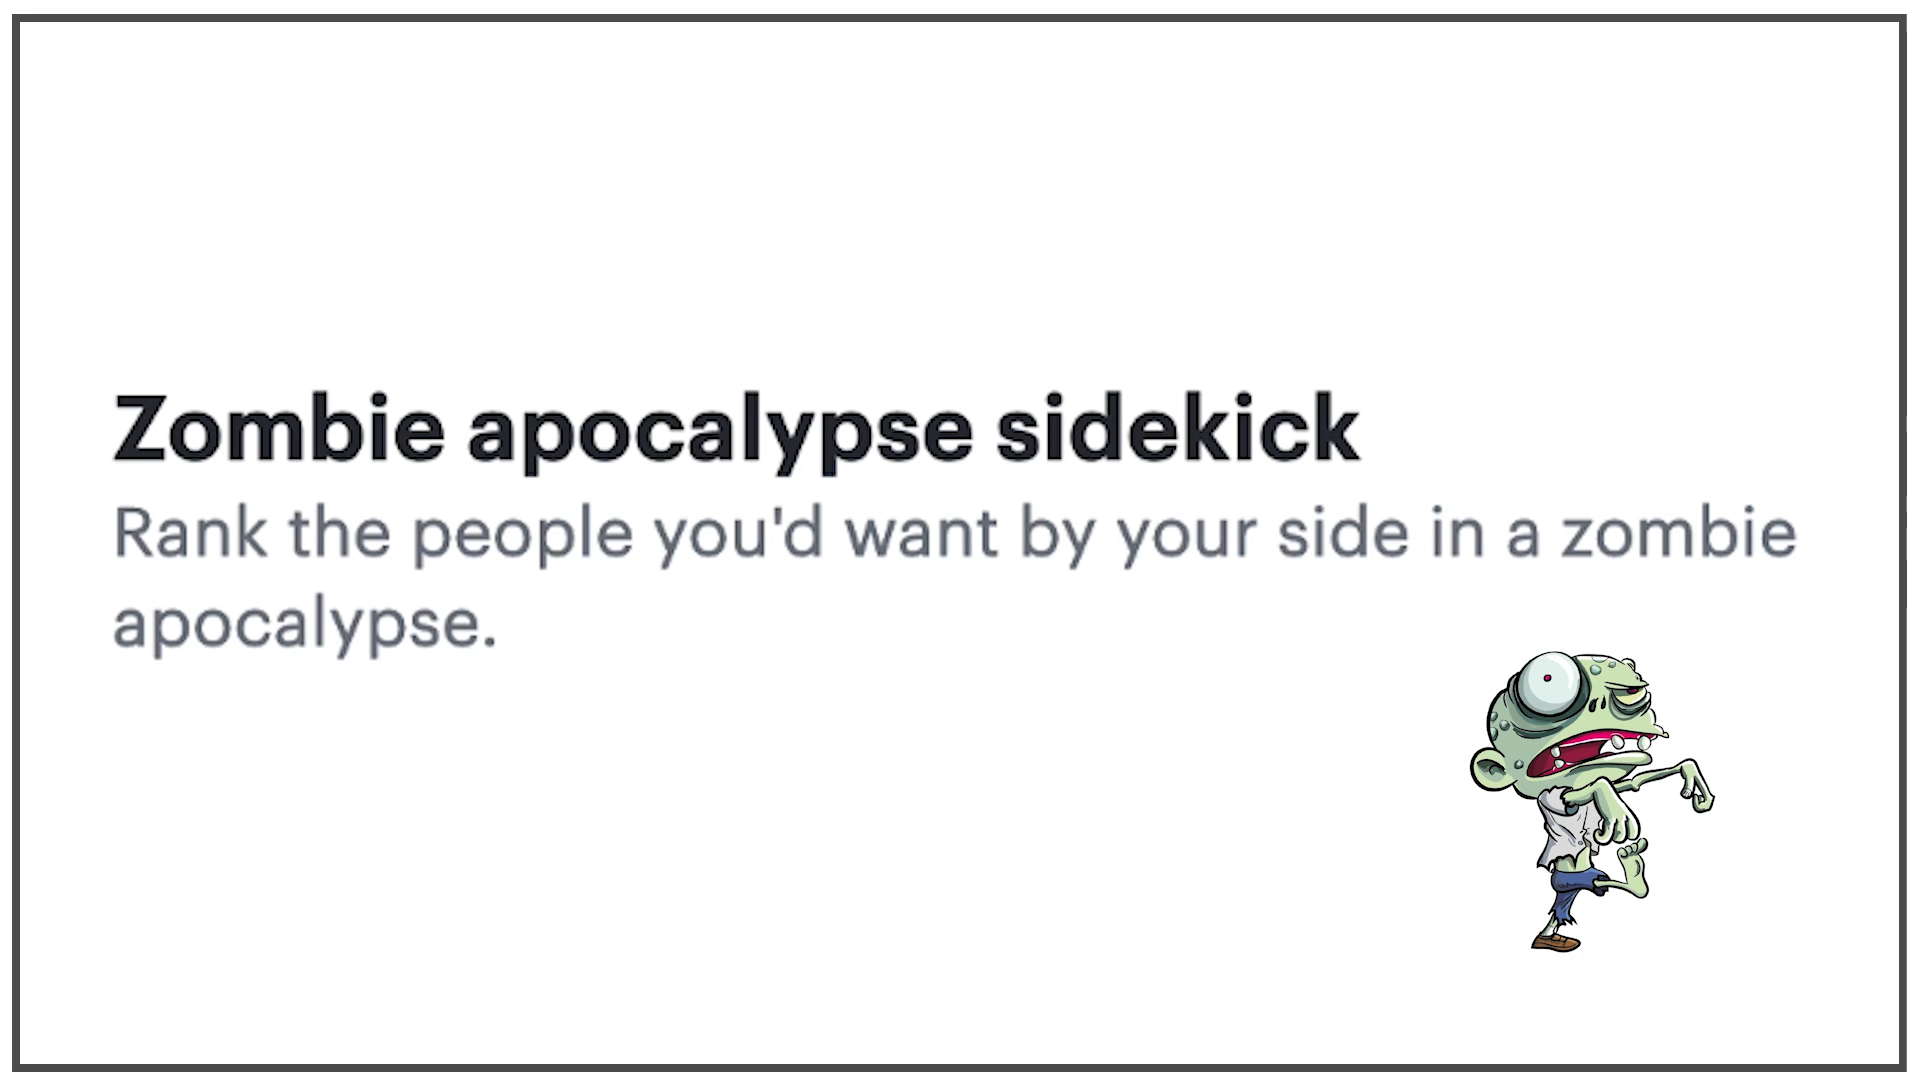 Zombie apocalypse sidekick
Rank the people you'd want by your side in a zombie
apocalypse.